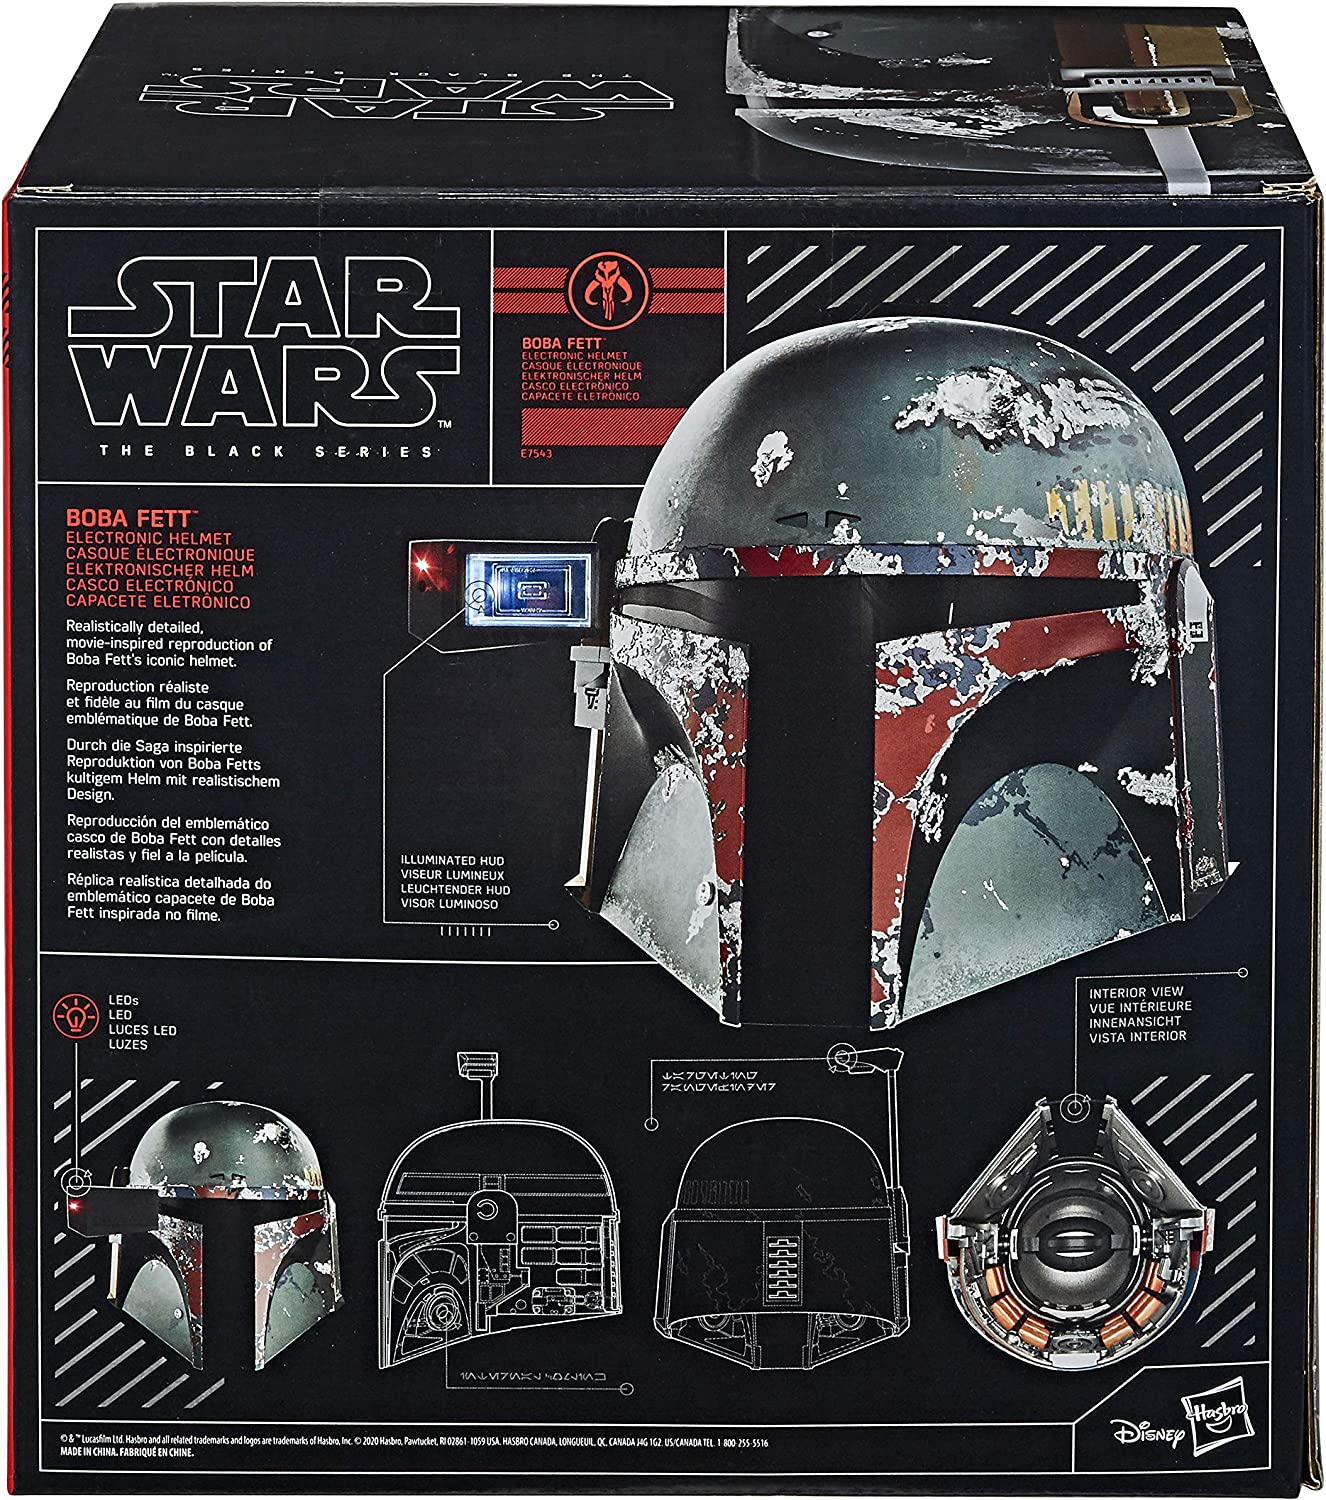 STAR
WARS
THE BLACK SERIES
STAR
WARS™
THE BLACK SERIES
BOBA FETT™
ELECTRONIC HELMET
CASQUE ÉLECTRONIQUE
ELEKTRONISCHER HELM
CASCO ELECTRÓNICO
CAPACETE ELETRÔNICO
E7543
BOBA FETT™
ELECTRONIC HELMET
CASQUE ÉLECTRONIQUE
ELEKTRONISCHER HELM
CASCO ELECTRÓNICO
CAPACETE ELETRÔNICO
Realistically detailed,
movie-inspired reproduction of
Boba Fett's iconic helmet.
Reproduction réaliste
et fidèle au film du casque
emblématique de Boba Fett.
Durch die Saga inspirierte
Reproduktion von Boba Fetts
kultigem Helm mit realistischem
Design.
Reproducción del emblemático
casco de Boba Fett con detalles
realistas y fiel a la película.
Réplica realística detalhada do
emblemático capacete de Boba
Fett inspirada no filme.
ILLUMINATED HUD
VISEUR LUMINEUX
LEUCHTENDER HUD
VISOR LUMINOSO
LEDs
LED
LUCES LED
LUZES
INTERIOR VIEW
VUE INTÉRIEURE
INNENANSICHT
VISTA INTERIOR
© & ™ Lucasfilm Ltd. Hasbro and all related trademarks and logos are trademarks of Hasbro, Inc. © 2020 Hasbro, Pawtucket, RI 02861-1059 USA. HASBRO CANADA, LONGUEUIL, QC, CANADA J4G 1G2. US/CANADA TEL. 1-800-255-5516.
MADE IN CHINA. FABRIQUÉ EN CHINE.
Disney
Hasbro